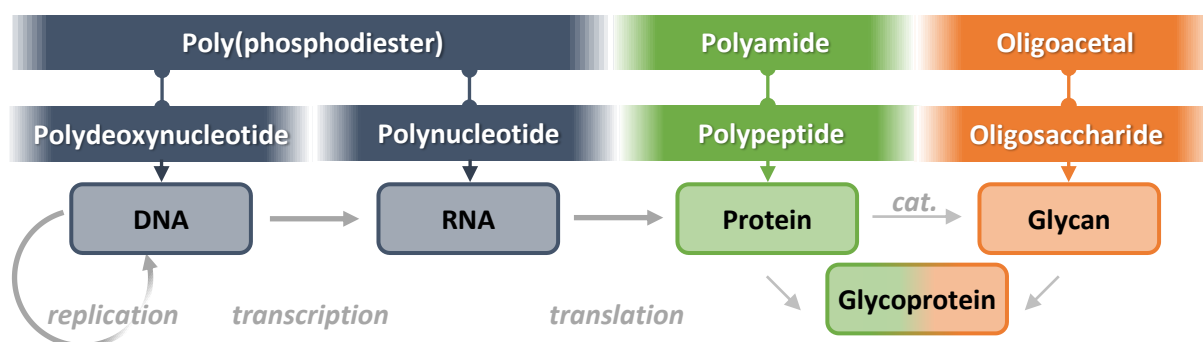 Poly(phosphodiester) Polyamide Oligoacetal
Polydeoxynucleotide Polynucleotide Polypeptide Oligosaccharide
DNA RNA Protein cat. Glycan
Glycoprotein
replication transcription translation